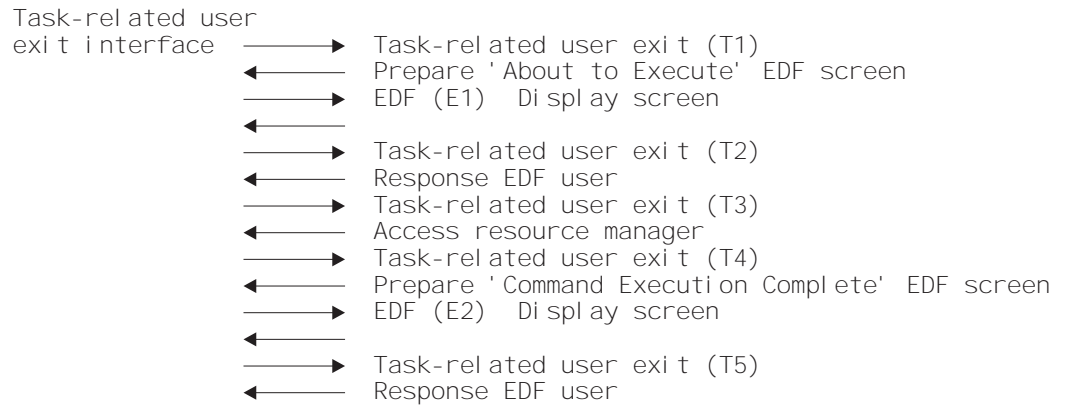 Task-related user
exit interface Task-related user exit (T1)
Prepare 'About to Execute' EDF screen
EDF (E1) Display screen
Task-related user exit (T2)
Response EDF user
Task-related user exit (T3)
Access resource manager
Task-related user exit (T4)
Prepare 'Command Execution Complete' EDF screen
EDF (E2) Display screen
Task-related user exit (T5)
Response EDF user